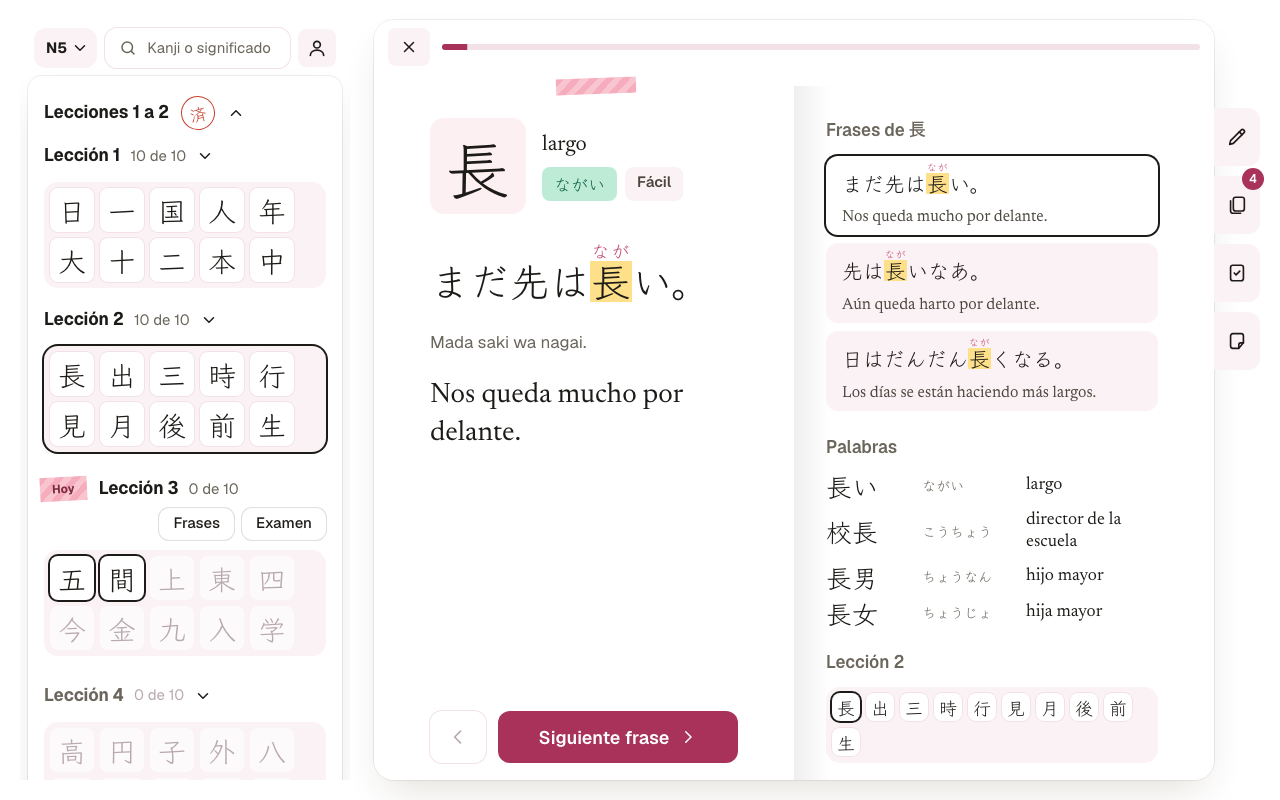 N5
Kanji o significado
Lecciones 1 a 2
済
Lección 1 10 de 10
日 一 国 人 年
大 十 二 本 中
Lección 2 10 de 10
長 出 三 時 行
見 月 後 前 生
Hoy
Lección 3 0 de 10
Frases
Examen
五 間 上 東 四
今 金 九 入 学
Lección 4 0 de 10
高 円 子 外 八
長
largo
ながい
Fácil
なが
まだ先は長い。
Mada saki wa nagai.
Nos queda mucho por
delante.
Siguiente frase
Frases de 長
なが
まだ先は長い。
Nos queda mucho por delante.
なが
先は長いなあ。
Aún queda harto por delante.
なが
日はだんだん長くなる。
Los días se están haciendo más largos.
Palabras
長い ながい largo
校長 こうちょう director de la
escuela
長男 ちょうなん hijo mayor
長女 ちょうじょ hija mayor
Lección 2
長 出 三 時 行 見 月 後 前
生
4